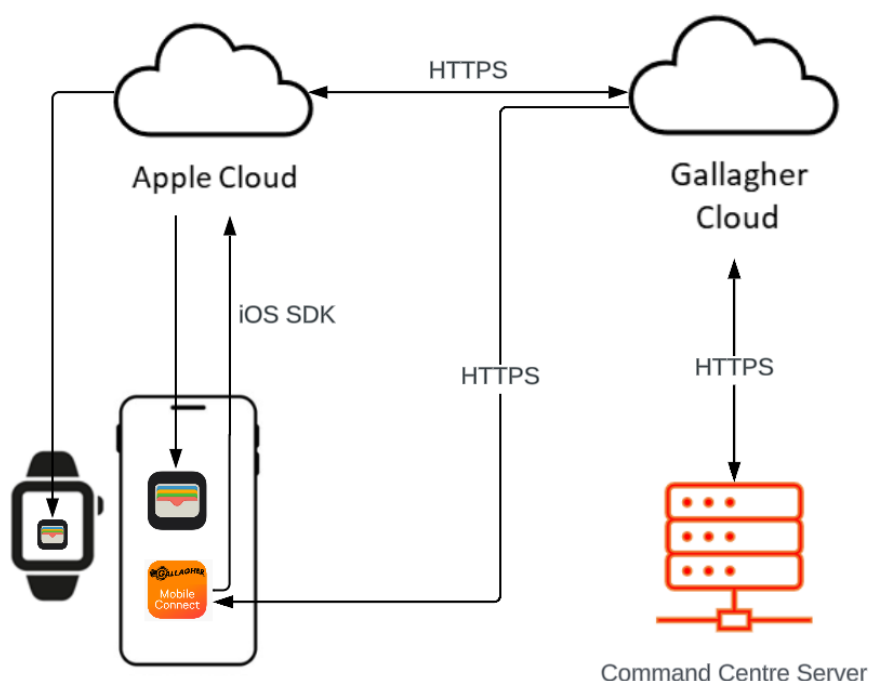 HTTPS
Apple Cloud
Gallagher
Cloud
iOS SDK
HTTPS
HTTPS
GALLAGHER
Mobile
Connect
Command Centre Server